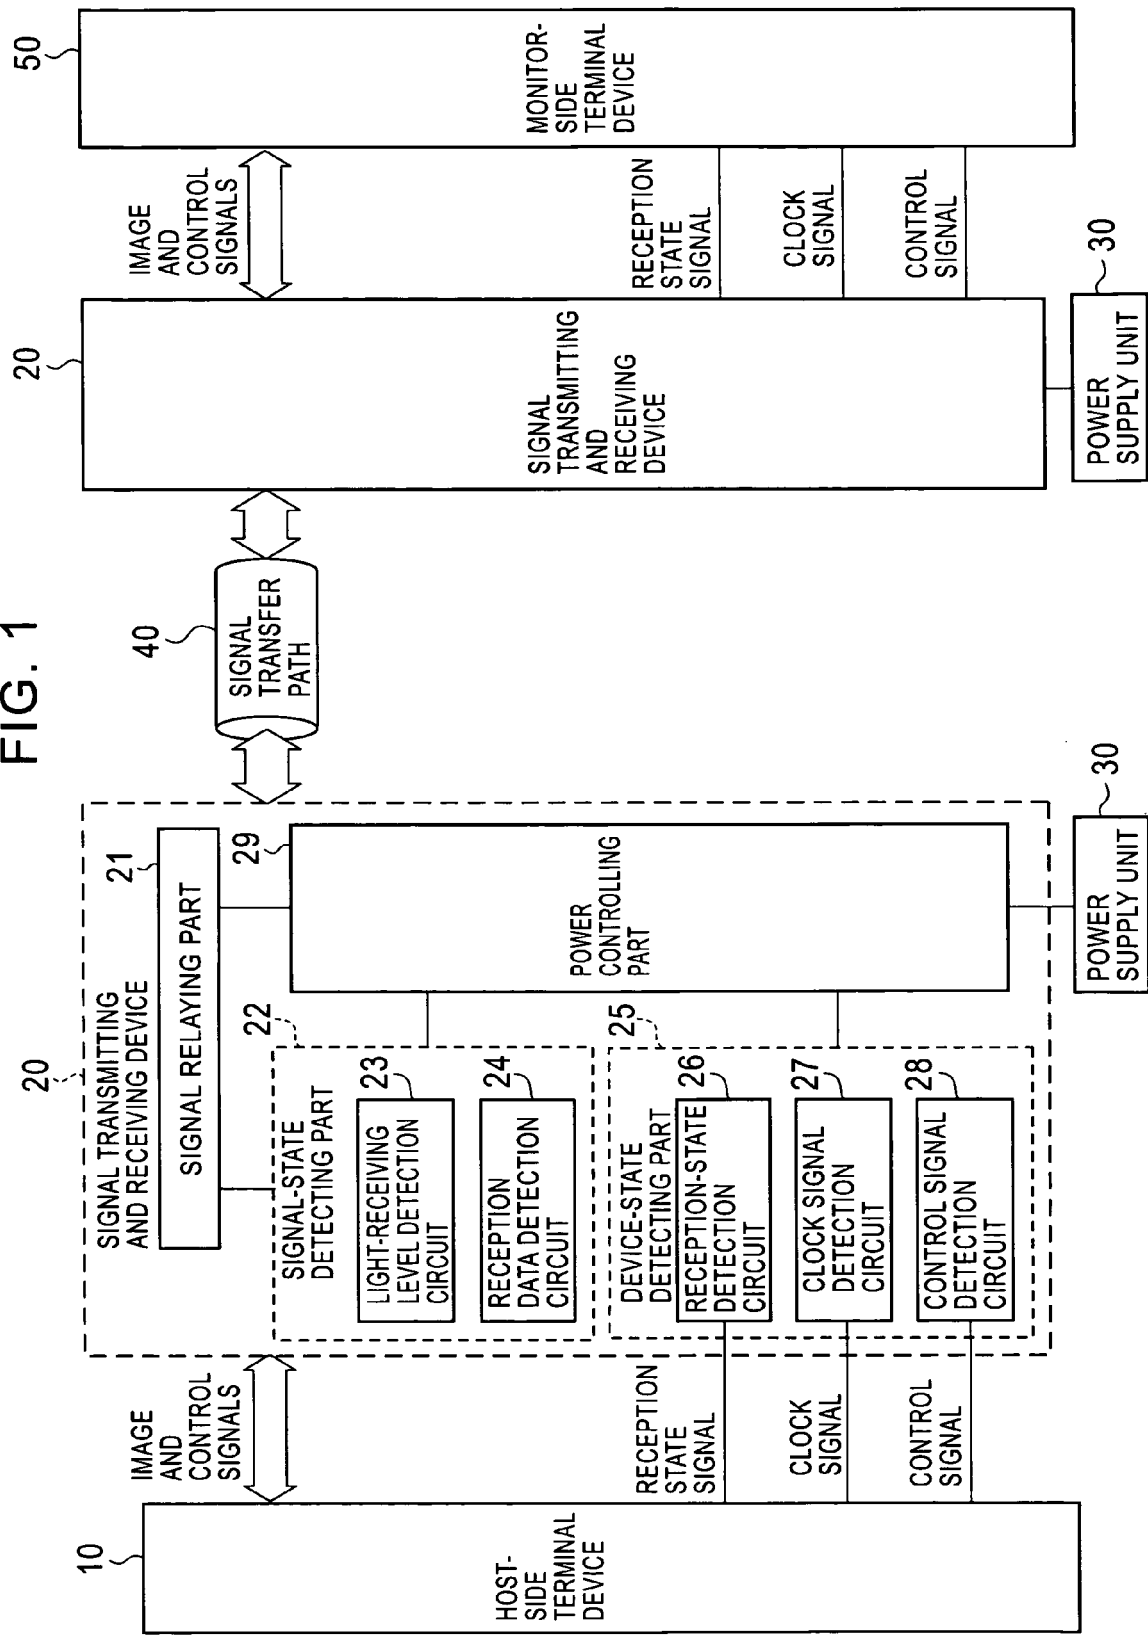 FIG. 1
10
HOST-
SIDE
TERMINAL
DEVICE
IMAGE
AND
CONTROL
SIGNALS
RECEPTION
STATE
SIGNAL
CLOCK
SIGNAL
CONTROL
SIGNAL
20
SIGNAL TRANSMITTING
AND RECEIVING DEVICE
21
SIGNAL RELAYING PART
22
SIGNAL-STATE
DETECTING PART
23
LIGHT-RECEIVING
LEVEL DETECTION
CIRCUIT
24
RECEPTION
DATA DETECTION
CIRCUIT
25
DEVICE-STATE
DETECTING PART
26
RECEPTION-STATE
DETECTION
CIRCUIT
27
CLOCK SIGNAL
DETECTION
CIRCUIT
28
CONTROL SIGNAL
DETECTION
CIRCUIT
29
POWER
CONTROLLING
PART
30
POWER
SUPPLY UNIT
40
SIGNAL
TRANSFER
PATH
20
SIGNAL
TRANSMITTING
AND
RECEIVING
DEVICE
30
POWER
SUPPLY UNIT
IMAGE
AND
CONTROL
SIGNALS
RECEPTION
STATE
SIGNAL
CLOCK
SIGNAL
CONTROL
SIGNAL
50
MONITOR-
SIDE
TERMINAL
DEVICE